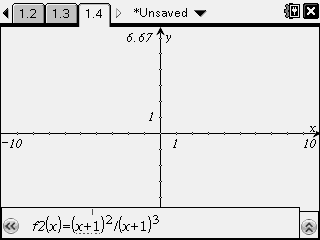 1.2 1.3 1.4 *Unsaved
6.67 y
1
x
-10 1 10
f2(x)=(x+1)^2/(x+1)^3